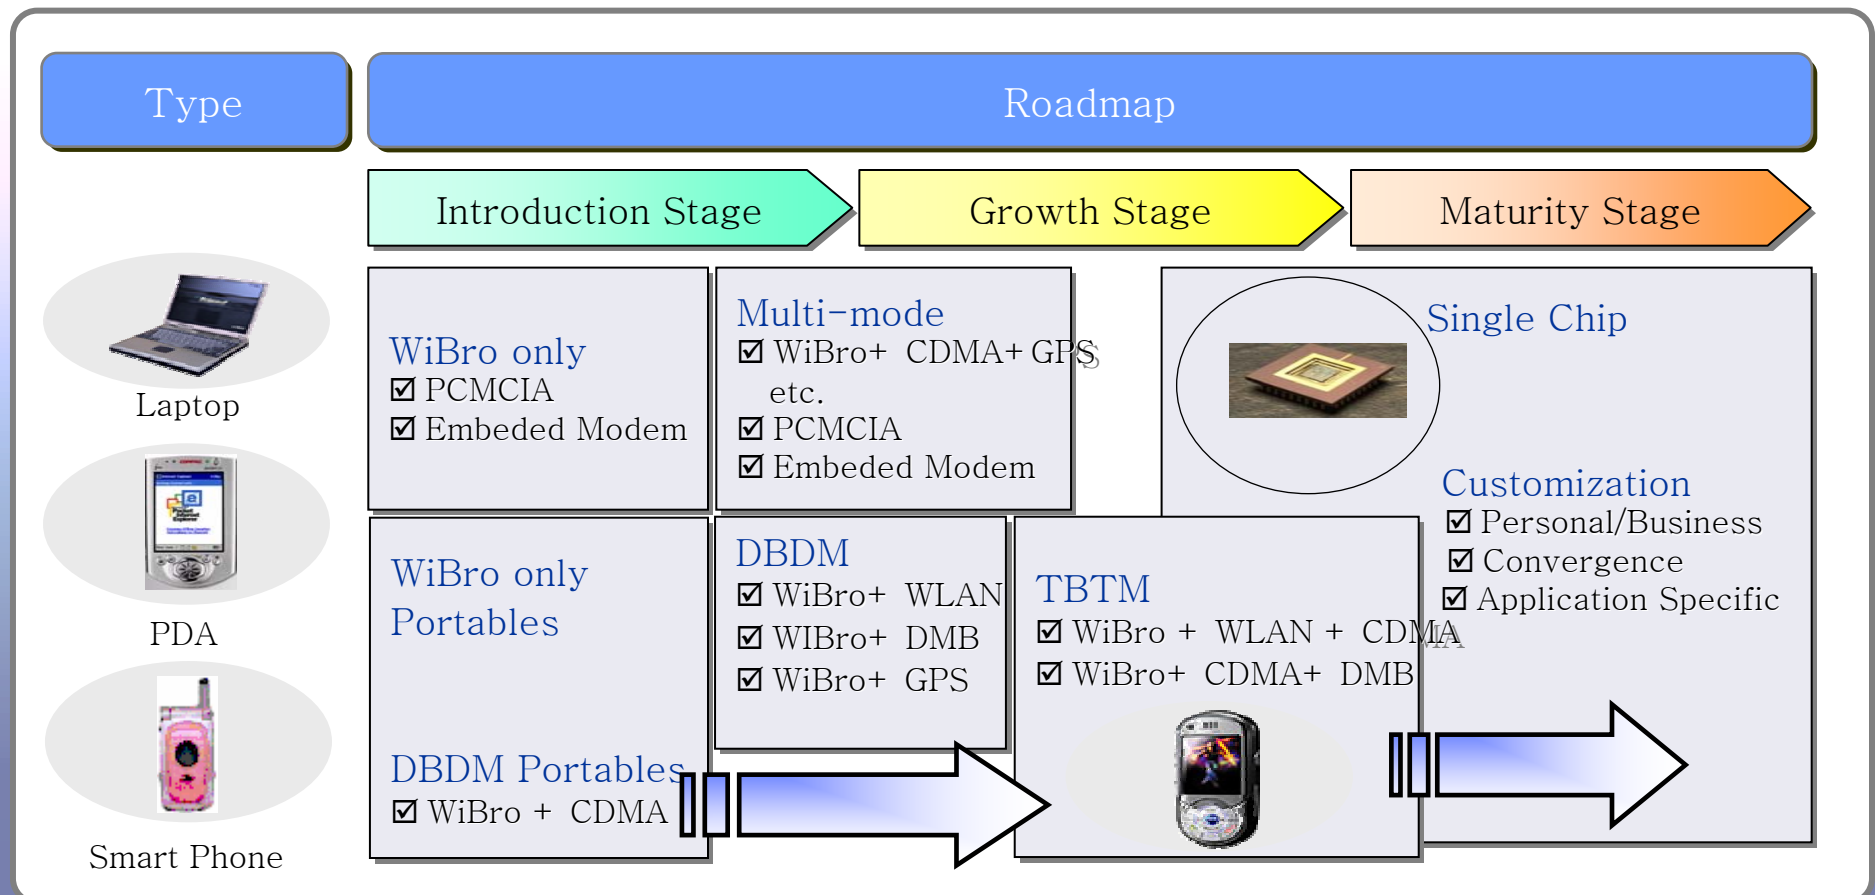 Type
Roadmap
Introduction Stage
Growth Stage
Maturity Stage
Laptop
PDA
Smart Phone
WiBro only
PCMCIA
Embeded Modem
WiBro only
Portables
DBDM Portables
WiBro + CDMA
Multi-mode
WiBro+ CDMA+ GPS
etc.
PCMCIA
Embeded Modem
DBDM
WiBro+ WLAN
WIBro+ DMB
WiBro+ GPS
TBTM
WiBro + WLAN + CDMA
WiBro+ CDMA+ DMB
Single Chip
Customization
Personal/Business
Convergence
Application Specific